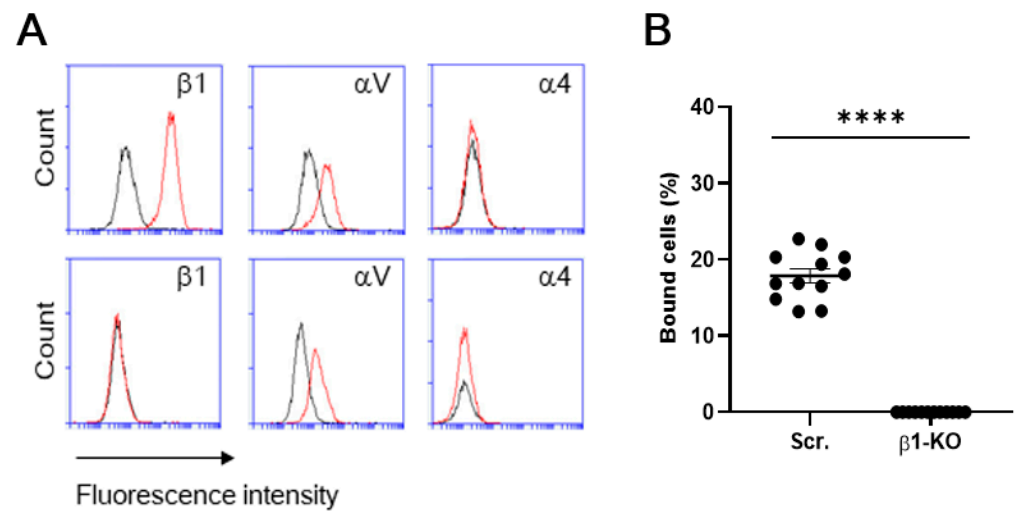 A
β1
αV
α4
Count
β1
αV
α4
Count
Fluorescence intensity
B
****
Bound cells (%)
40
30
20
10
0
Scr.
β1-KO